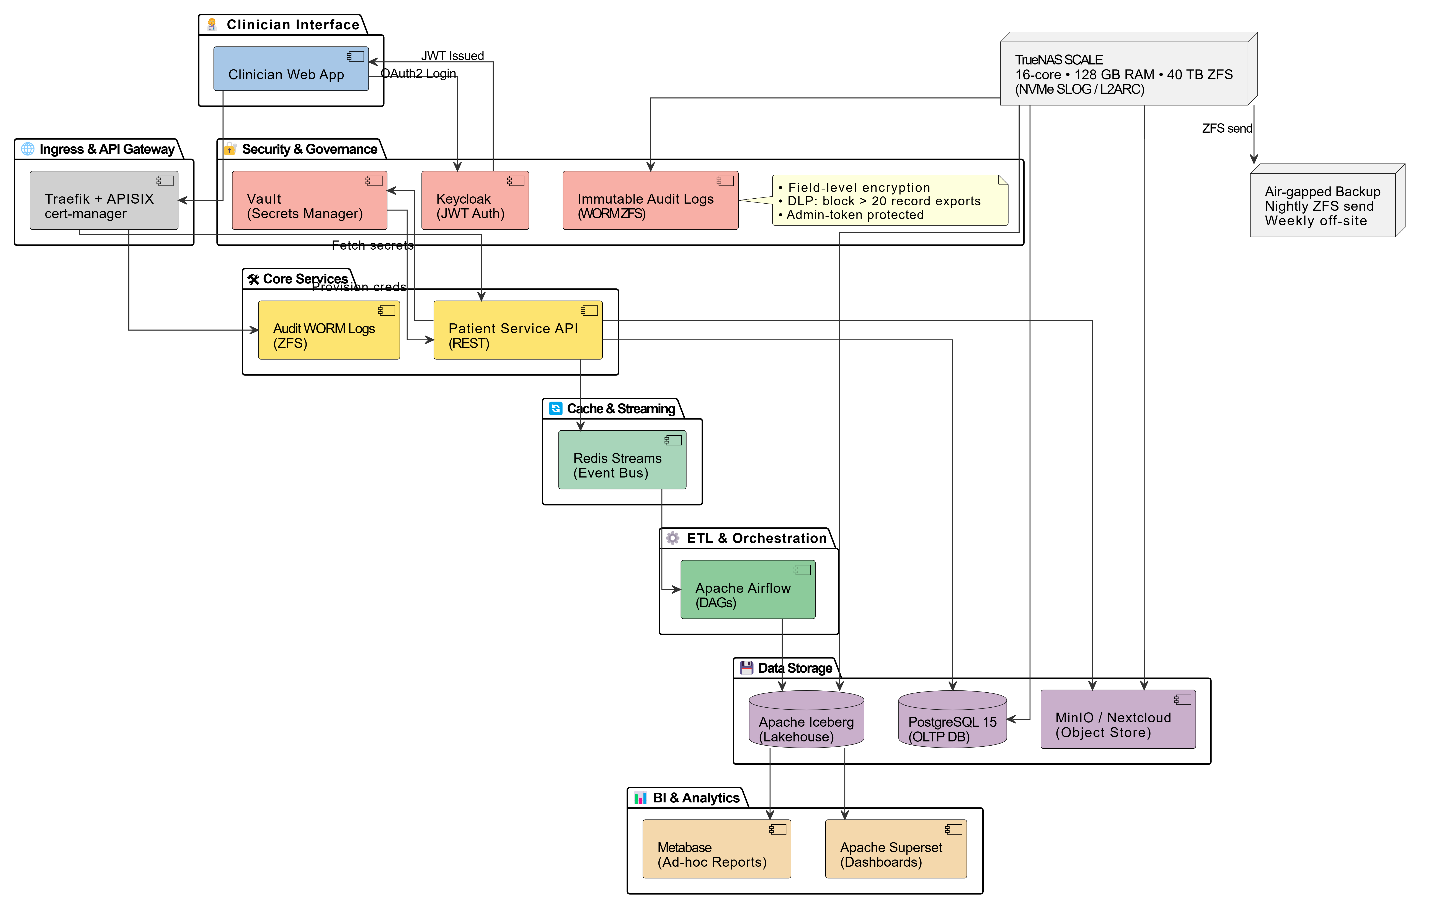 Clinician Interface
Clinician Web App
JWT Issued
OAuth2 Login
TrueNAS SCALE
16-core • 128 GB RAM • 40 TB ZFS
(NVMe SLOG / L2ARC)
ZFS send
Air-gapped Backup
Nightly ZFS send
Weekly off-site
Ingress & API Gateway
Traefik + APISIX
cert-manager
Security & Governance
Vault
(Secrets Manager)
Keycloak
(JWT Auth)
Immutable Audit Logs
(WORM ZFS)
• Field-level encryption
• DLP: block > 20 record exports
• Admin-token protected
Fetch secrets
Provision creds
Core Services
Audit WORM Logs
(ZFS)
Patient Service API
(REST)
Cache & Streaming
Redis Streams
(Event Bus)
ETL & Orchestration
Apache Airflow
(DAGs)
Data Storage
Apache Iceberg
(Lakehouse)
PostgreSQL 15
(OLTP DB)
MinIO / Nextcloud
(Object Store)
BI & Analytics
Metabase
(Ad-hoc Reports)
Apache Superset
(Dashboards)